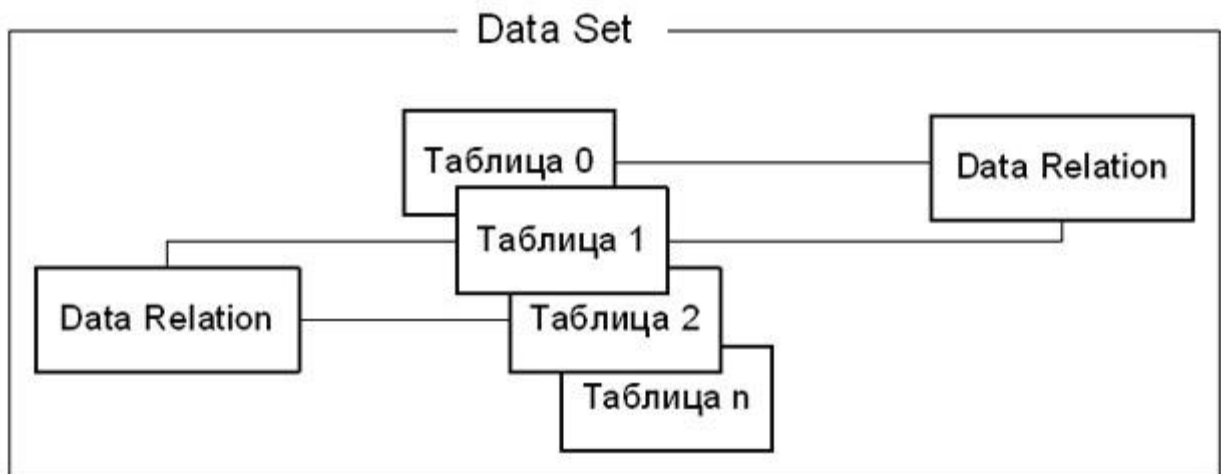 Data Set
Таблица 0
Data Relation
Таблица 1
Data Relation
Таблица 2
Таблица n